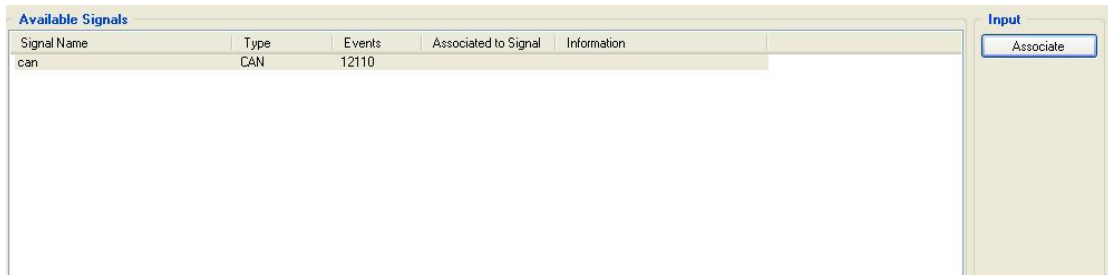 Available Signals
Input
Signal Name Type Events Associated to Signal Information
Associate
can CAN 12110